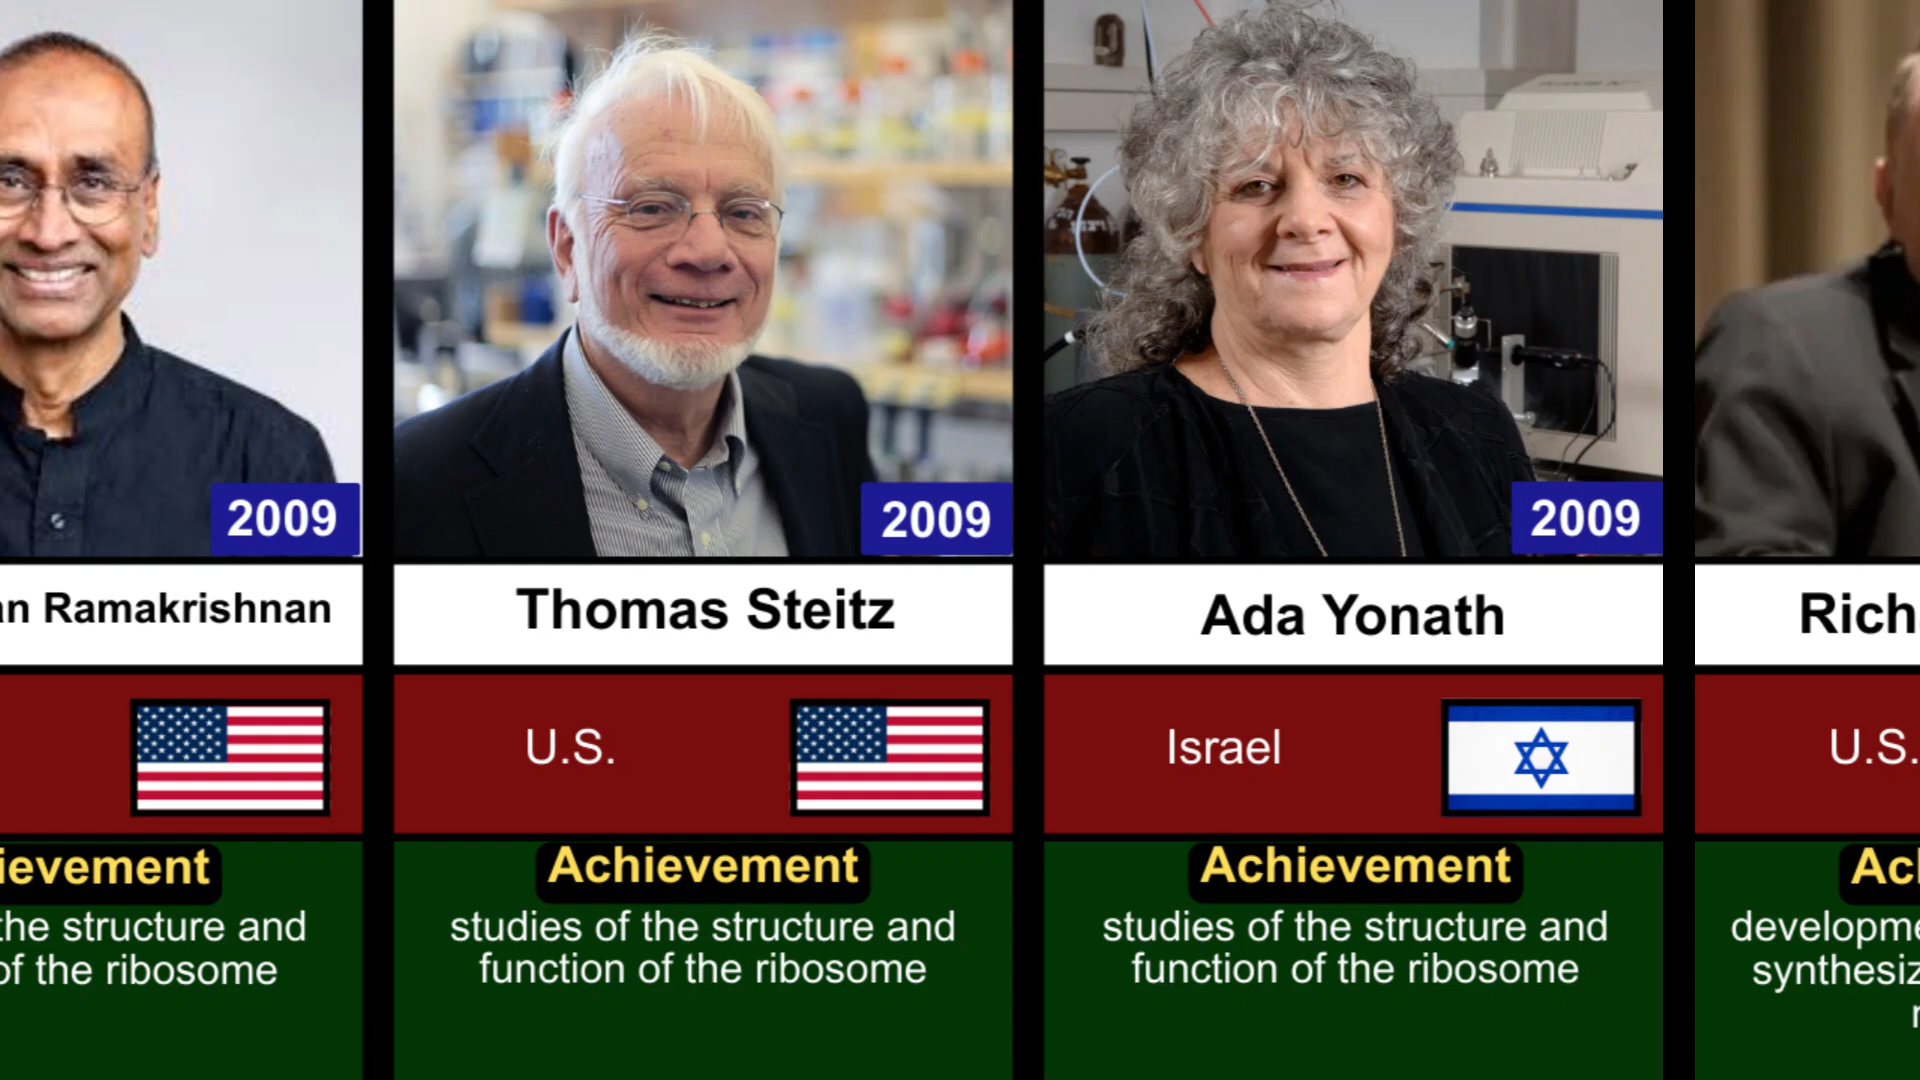 2009
an Ramakrishnan
ievement
the structure and
of the ribosome
2009
Thomas Steitz
U.S.
Achievement
studies of the structure and
function of the ribosome
2009
Ada Yonath
Israel
Achievement
studies of the structure and
function of the ribosome
Rich
U.S.
Ac
developme
synthesiz